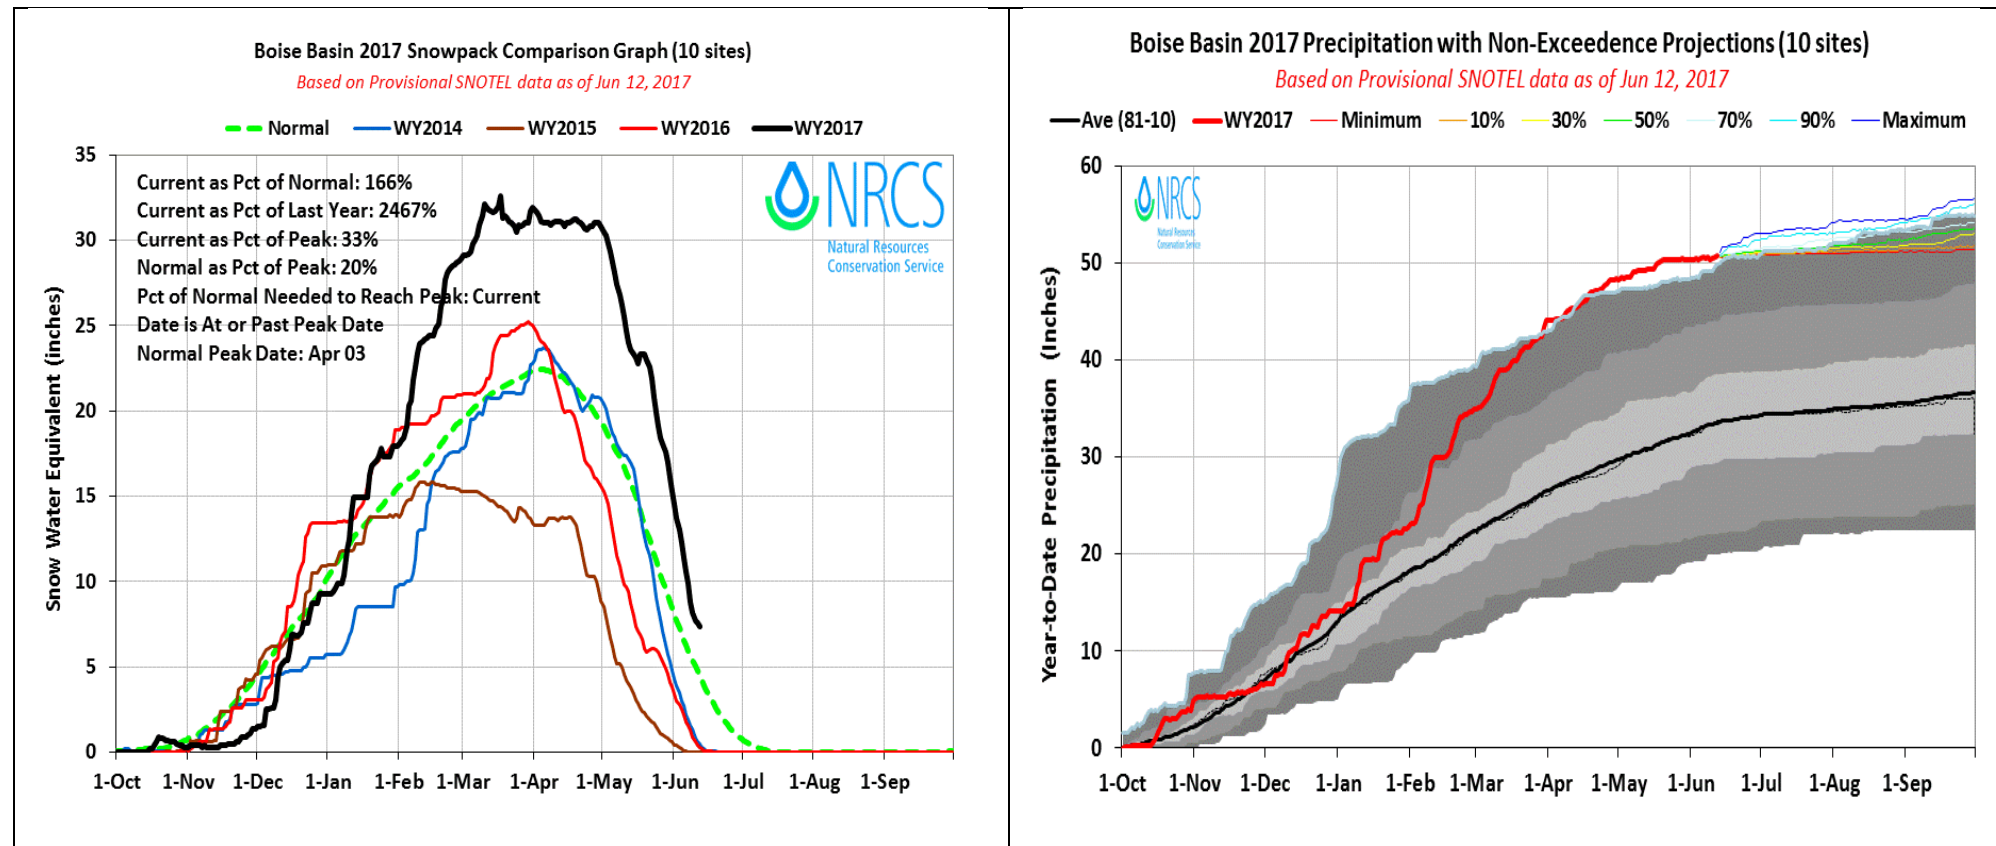 Boise Basin 2017 Snowpack Comparison Graph (10 sites)
Based on Provisional SNOTEL data as of Jun 12, 2017
Normal WY2014 WY2015 WY2016 WY2017
35
30
25
20
15
10
5
0
Snow Water Equivalent (inches)
Current as Pct of Normal: 166%
Current as Pct of Last Year: 2467%
Current as Pct of Peak: 33%
Normal as Pct of Peak: 20%
Pct of Normal Needed to Reach Peak: Current
Date is At or Past Peak Date
Normal Peak Date: Apr 03
NRCS
Natural Resources
Conservation Service
1-Oct 1-Nov 1-Dec 1-Jan 1-Feb 1-Mar 1-Apr 1-May 1-Jun 1-Jul 1-Aug 1-Sep
Boise Basin 2017 Precipitation with Non-Exceedence Projections (10 sites)
Based on Provisional SNOTEL data as of Jun 12, 2017
Ave (81-10) WY2017 Minimum 10% 30% 50% 70% 90% Maximum
60
50
40
30
20
10
0
Year-to-Date Precipitation (Inches)
NRCS
Natural Resources
Conservation Service
1-Oct 1-Nov 1-Dec 1-Jan 1-Feb 1-Mar 1-Apr 1-May 1-Jun 1-Jul 1-Aug 1-Sep